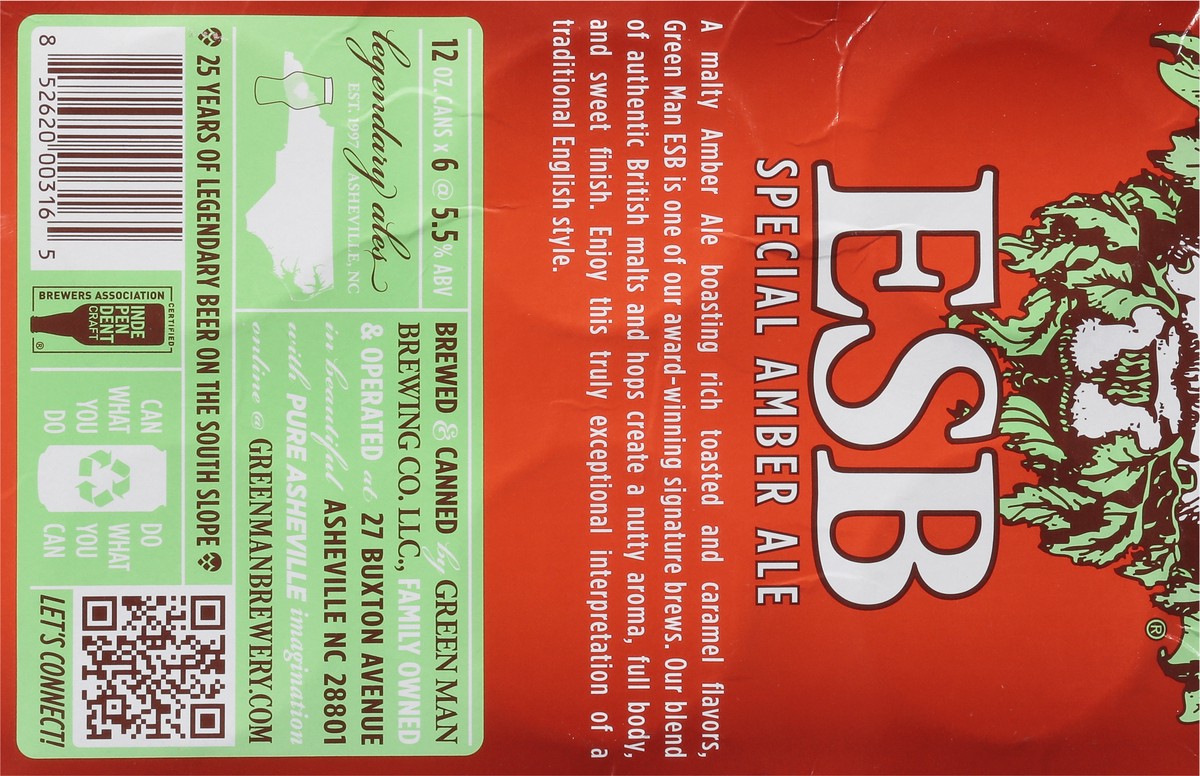 ESB
®
SPECIAL AMBER ALE
A malty Amber Ale boasting rich toasted and caramel flavors,
Green Man ESB is one of our award-winning signature brews. Our blend
of authentic British malts and hops create a nutty aroma, full body,
and sweet finish. Enjoy this truly exceptional interpretation of a
traditional English style.
12 OZ. CANS x 6 @ 5.5% ABV
legendary ales
EST. 1997 ASHEVILLE, NC
BREWED & CANNED by GREEN MAN
BREWING CO. LLC., FAMILY OWNED
& OPERATED at 27 BUXTON AVENUE
in beautiful ASHEVILLE NC 28801
with PURE ASHEVILLE imagination
online @ GREENMANBREWERY.COM
25 YEARS OF LEGENDARY BEER ON THE SOUTH SLOPE
8 52620 00316 5
CERTIFIED
INDE
PEN
DENT
CRAFT
BREWERS ASSOCIATION
®
CAN
WHAT
YOU
DO
DO
WHAT
YOU
CAN
LET'S CONNECT!